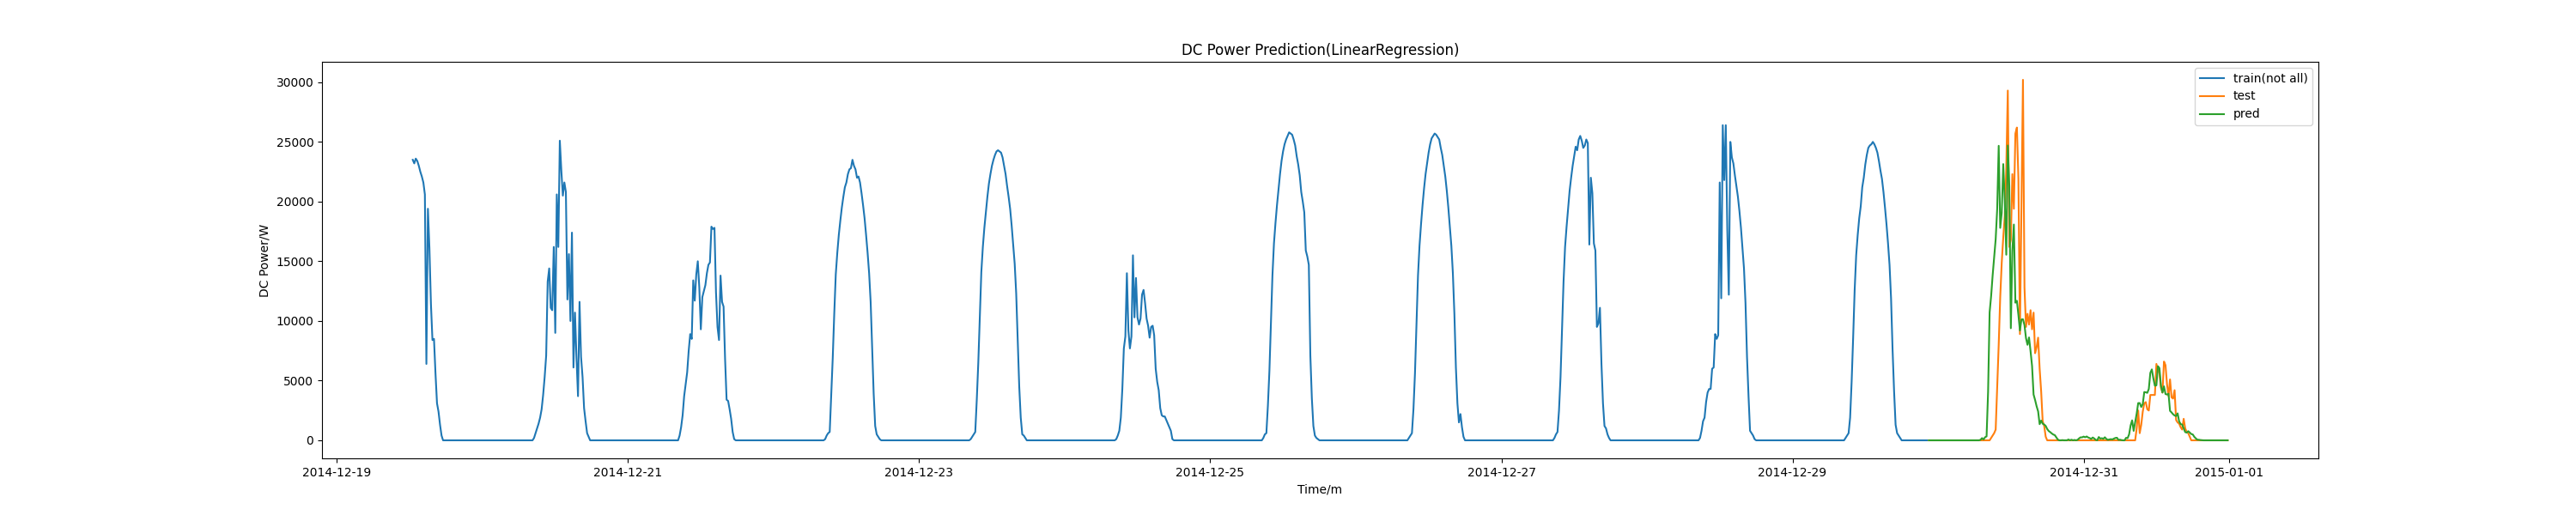 DC Power Prediction(LinearRegression)
30000
25000
20000
15000
10000
5000
0
DC Power/W
train(not all)
test
pred
2014-12-19
2014-12-21
2014-12-23
2014-12-25
2014-12-27
2014-12-29
2014-12-31
2015-01-01
Time/m